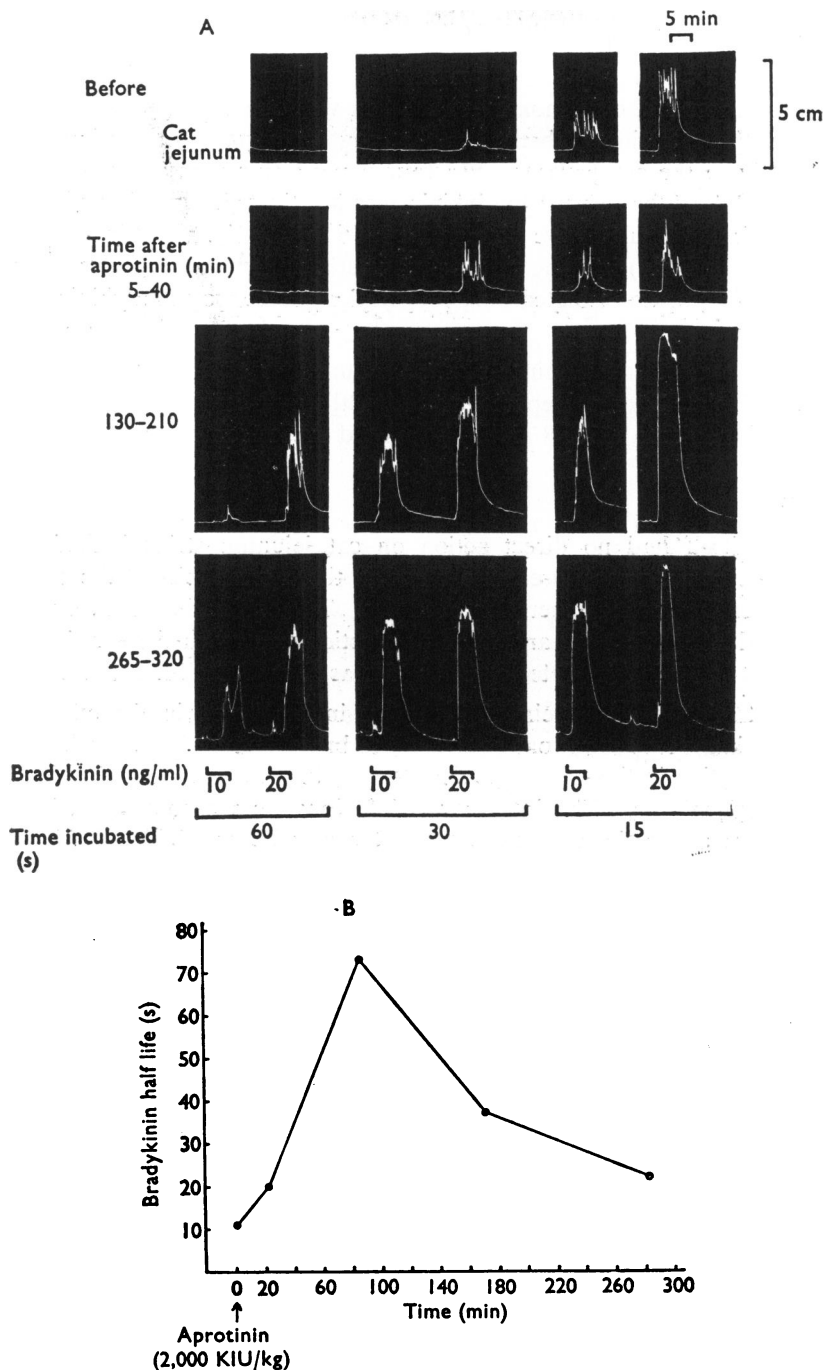 A
5 min
Before
5 cm
Cat
jejunum
Time after
aprotinin (min)
5–40
130–210
265–320
Bradykinin (ng/ml) 10 20 10 20 10 20
Time incubated
(s)
60 30 15
B
80
70
60
50
40
30
20
10
Bradykinin half life (s)
0 20 60 100 140 180 220 260 300
Time (min)
↑
Aprotinin
(2,000 KIU/kg)